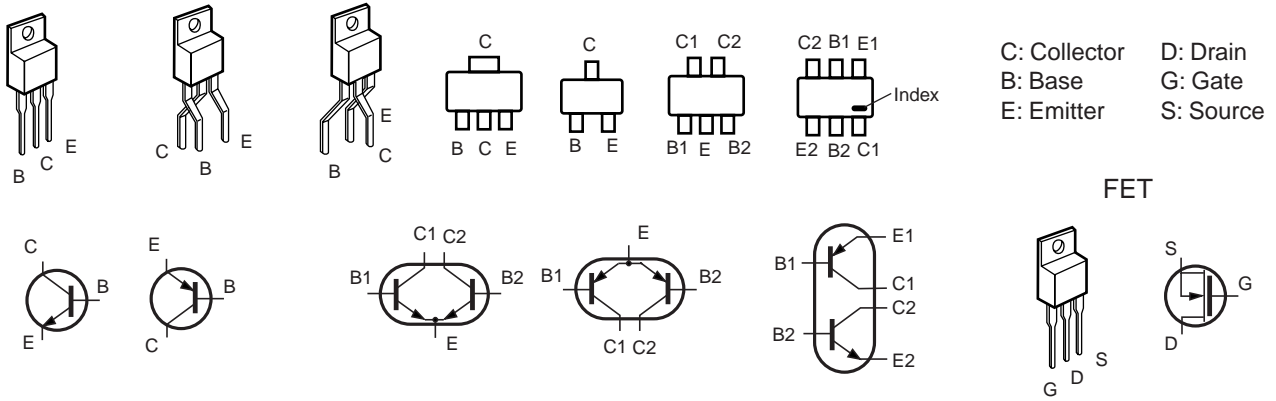 B
C
E
C
B
E
B
E
C
C
B C E
C
B E
C1 C2
B1 E B2
C2 B1 E1
Index
E2 B2 C1
C: Collector D: Drain
B: Base G: Gate
E: Emitter S: Source
FET
C
B
E
E
B
C
C1 C2
B1 B2
E
E
B1 B2
C1 C2
E1
B1
C1
C2
B2
E2
G
D
S
S
G
D